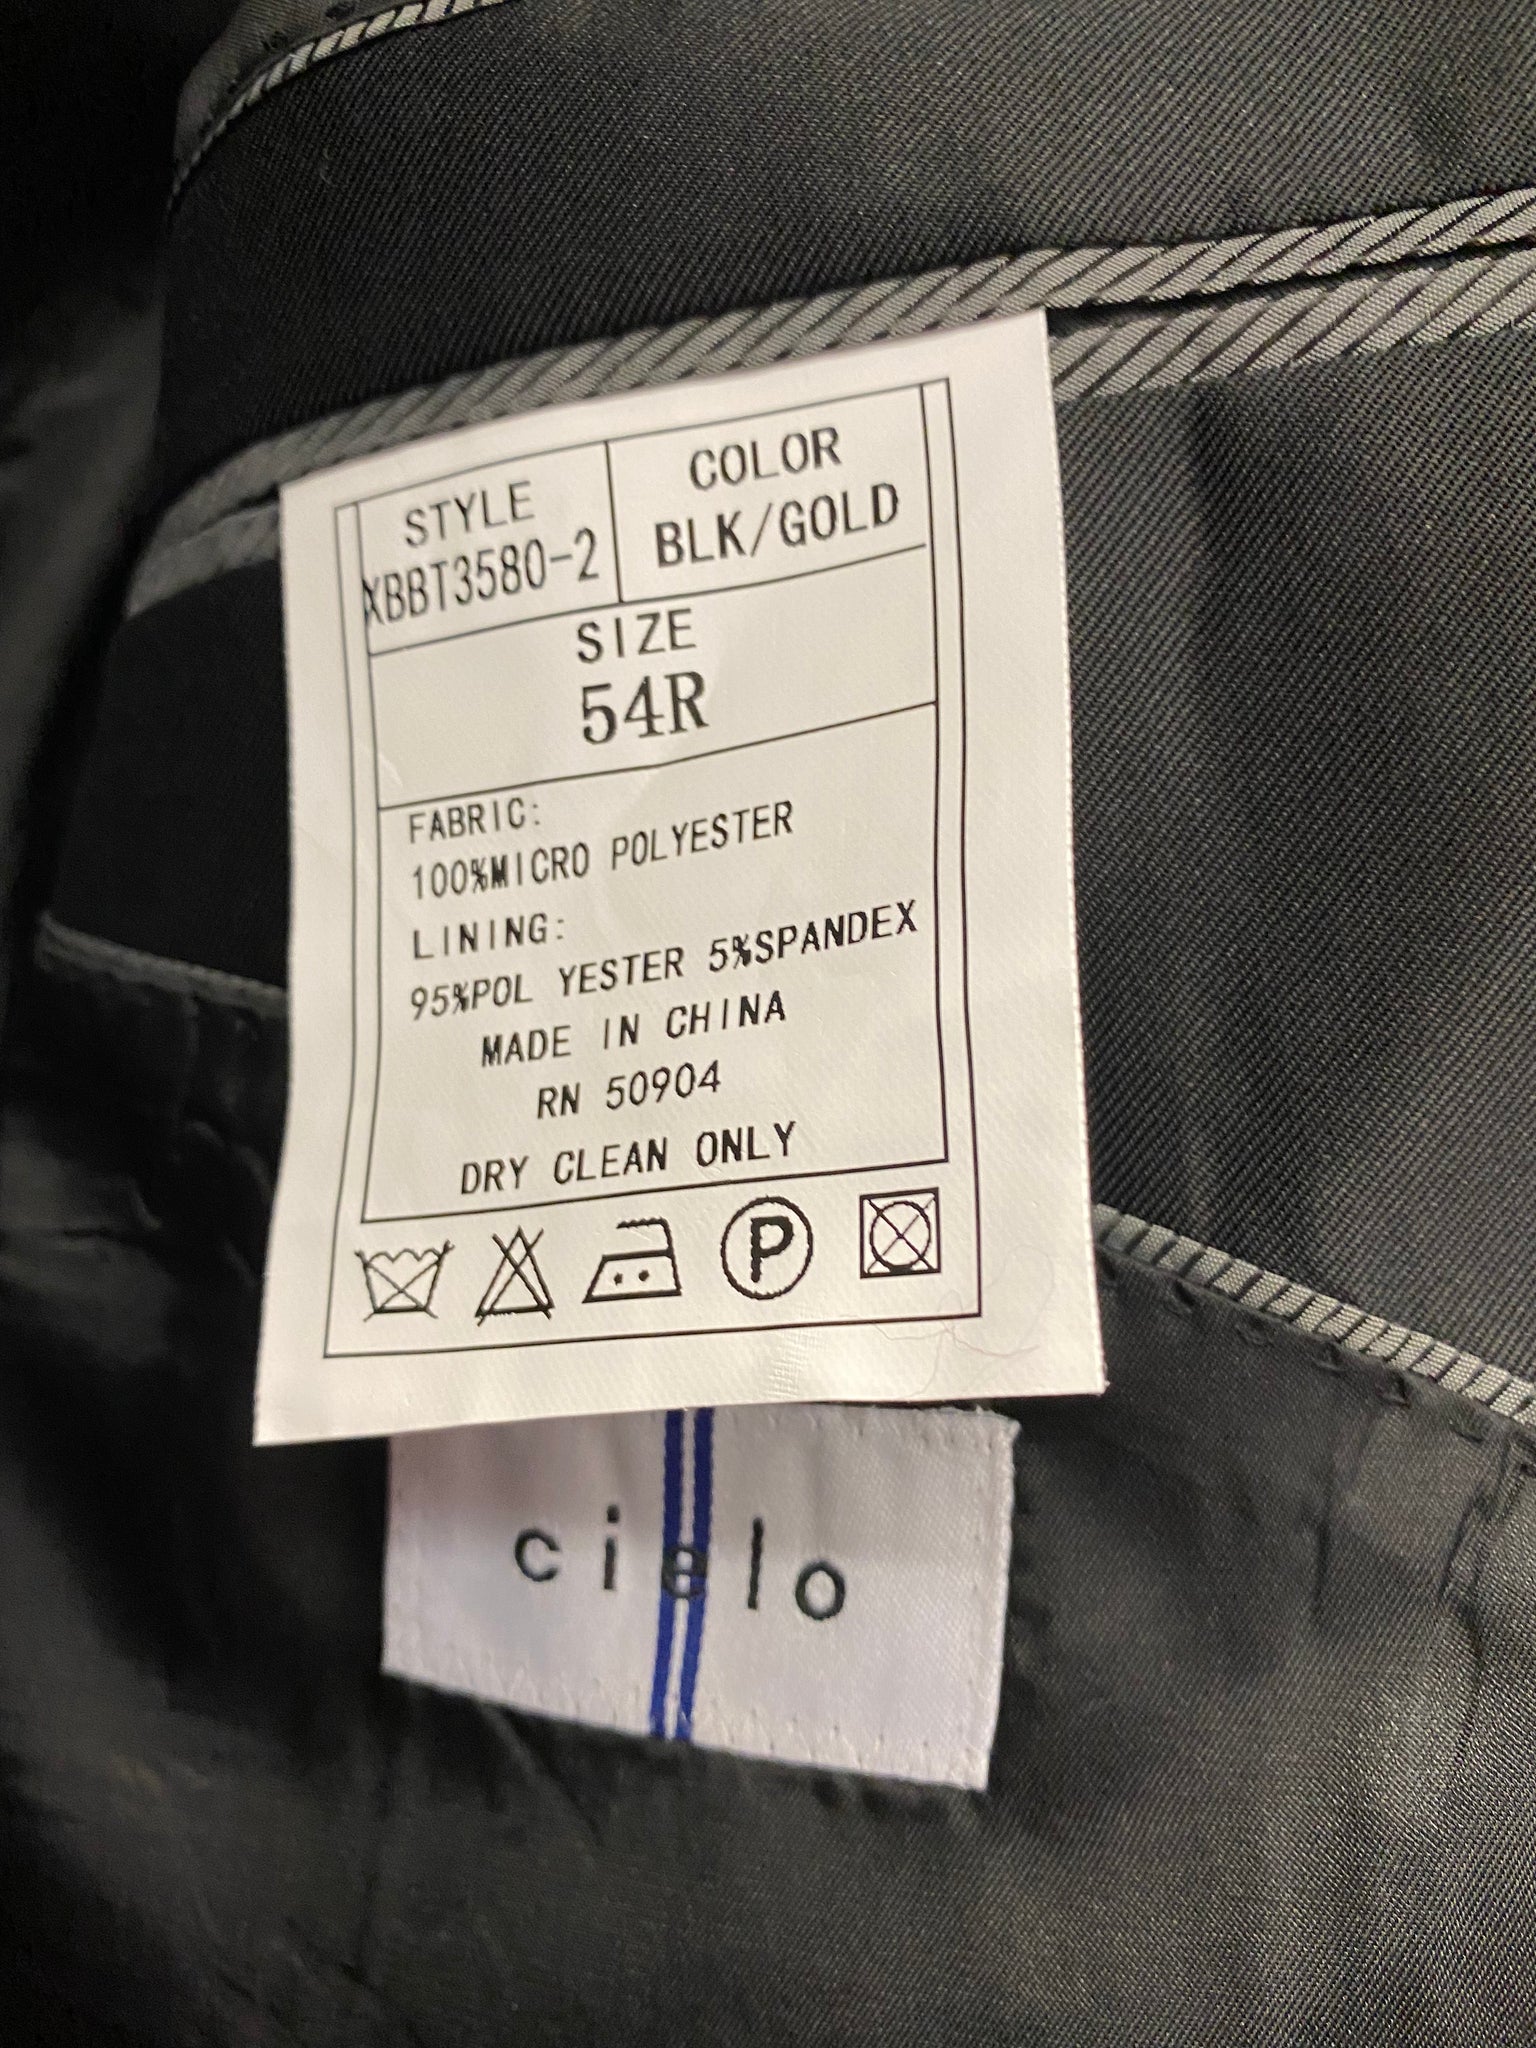 STYLE
XBBT3580-2
COLOR
BLK/GOLD
SIZE
54R
FABRIC:
100%MICRO POLYESTER
LINING:
95%POL YESTER 5%SPANDEX
MADE IN CHINA
RN 50904
DRY CLEAN ONLY
P
cielo